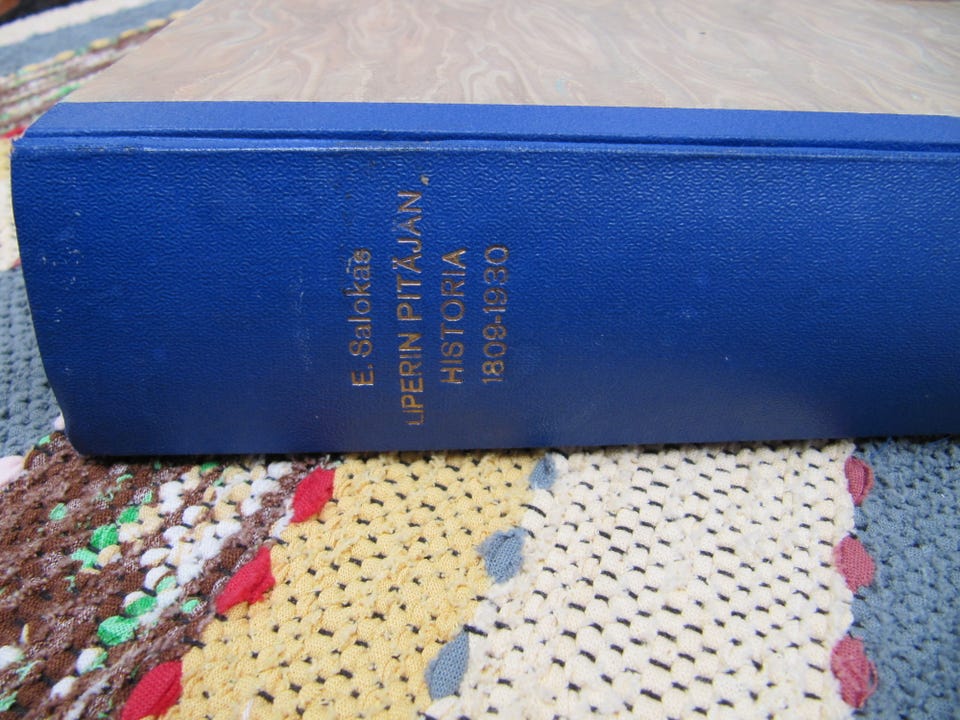 E. Salokas
LIPERIN PITÄJÄN
HISTORIA
1809-1930